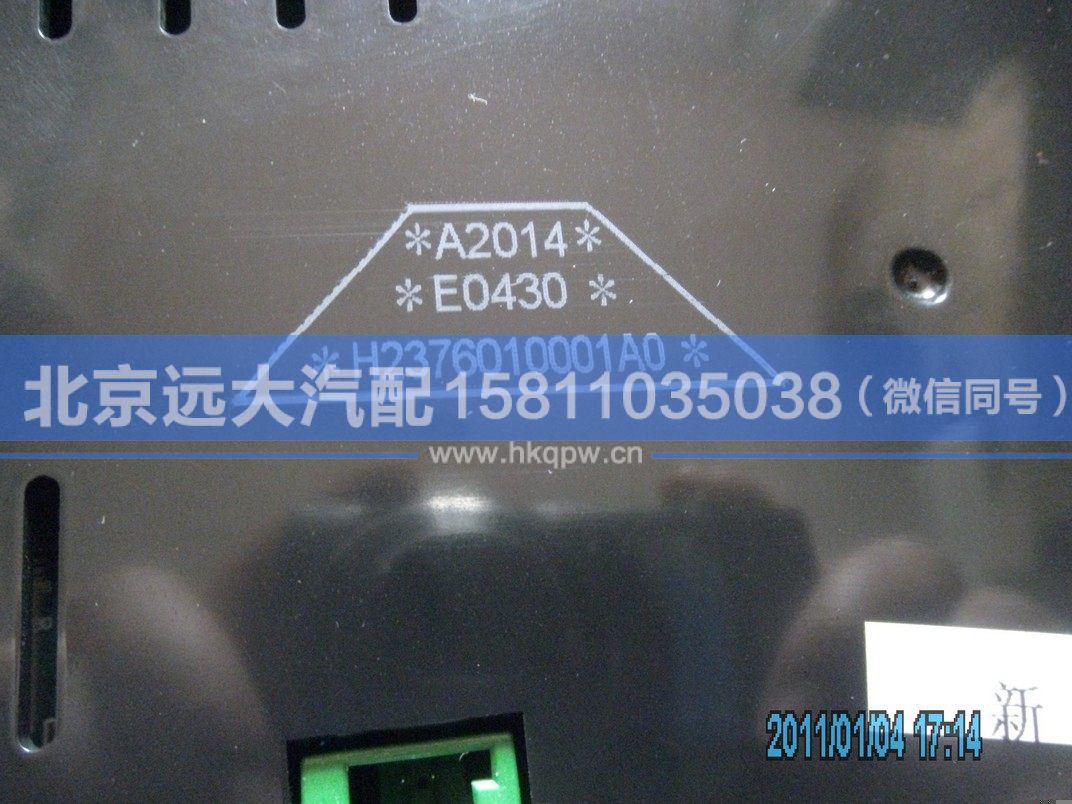 *A2014*
*E0430 *
* H2376010001A0 *
北京远大汽配15811035038（微信同号）
www.hkqpw.cn
新
2011/01/04 17:14